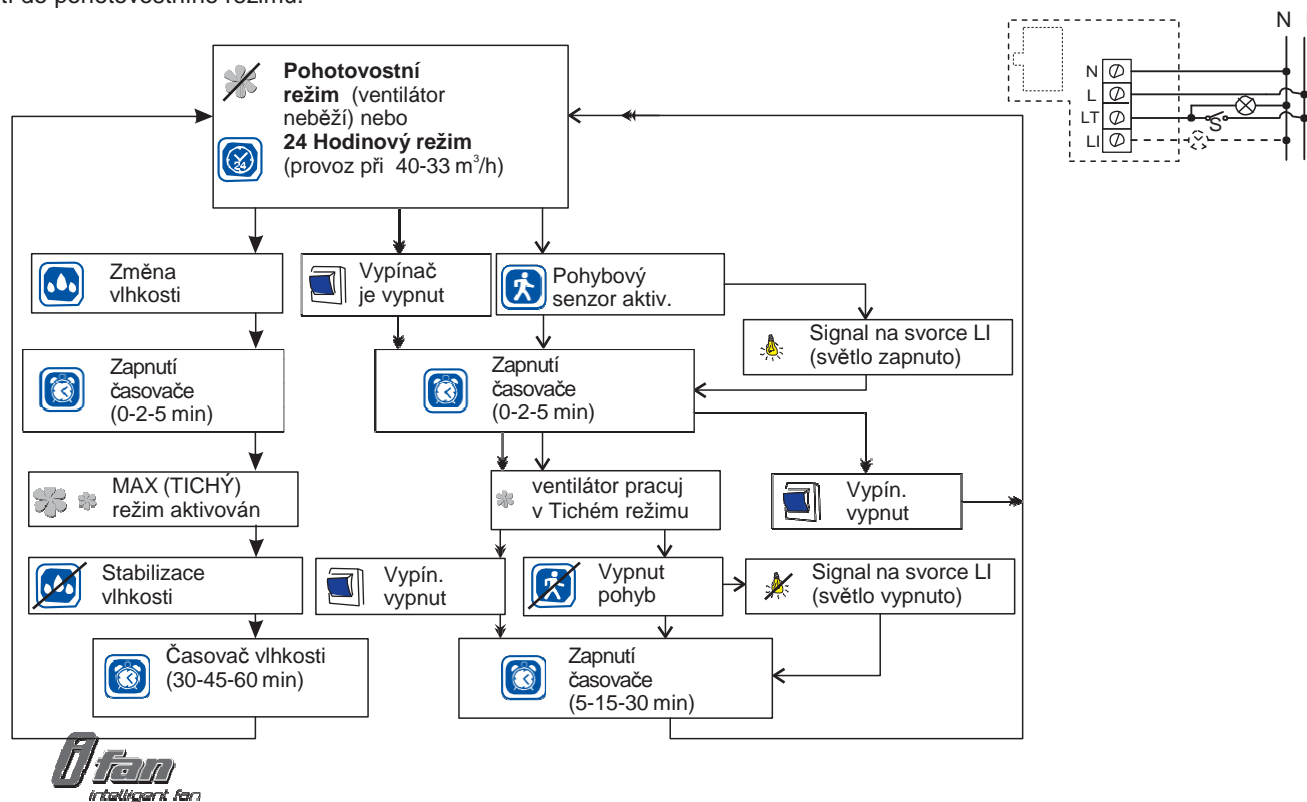 do pohotovostního režimu.
N
N
L
LT
S
LI
Pohotovostní
režim (ventilátor
neběží) nebo
24 Hodinový režim
(provoz při 40-33 m³/h)
24
Změna
vlhkosti
Vypínač
je vypnut
Pohybový
senzor aktiv.
Signal na svorce LI
(světlo zapnuto)
Zapnutí
časovače
(0-2-5 min)
Zapnutí
časovače
(0-2-5 min)
MAX (TICHÝ)
režim aktivován
ventilátor pracuj
v Tichém režimu
Vypín.
vypnut
Stabilizace
vlhkosti
Vypín.
vypnut
Vypnut
pohyb
Signal na svorce LI
(světlo vypnuto)
Časovač vlhkosti
(30-45-60 min)
Zapnutí
časovače
(5-15-30 min)
i fan
intelligent fan